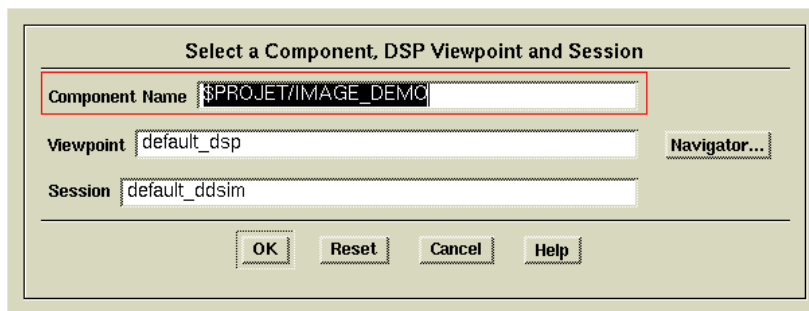 Select a Component, DSP Viewpoint and Session
Component Name $PROJET/IMAGE_DEMO
Viewpoint default_dsp Navigator...
Session default_ddsim
OK Reset Cancel Help